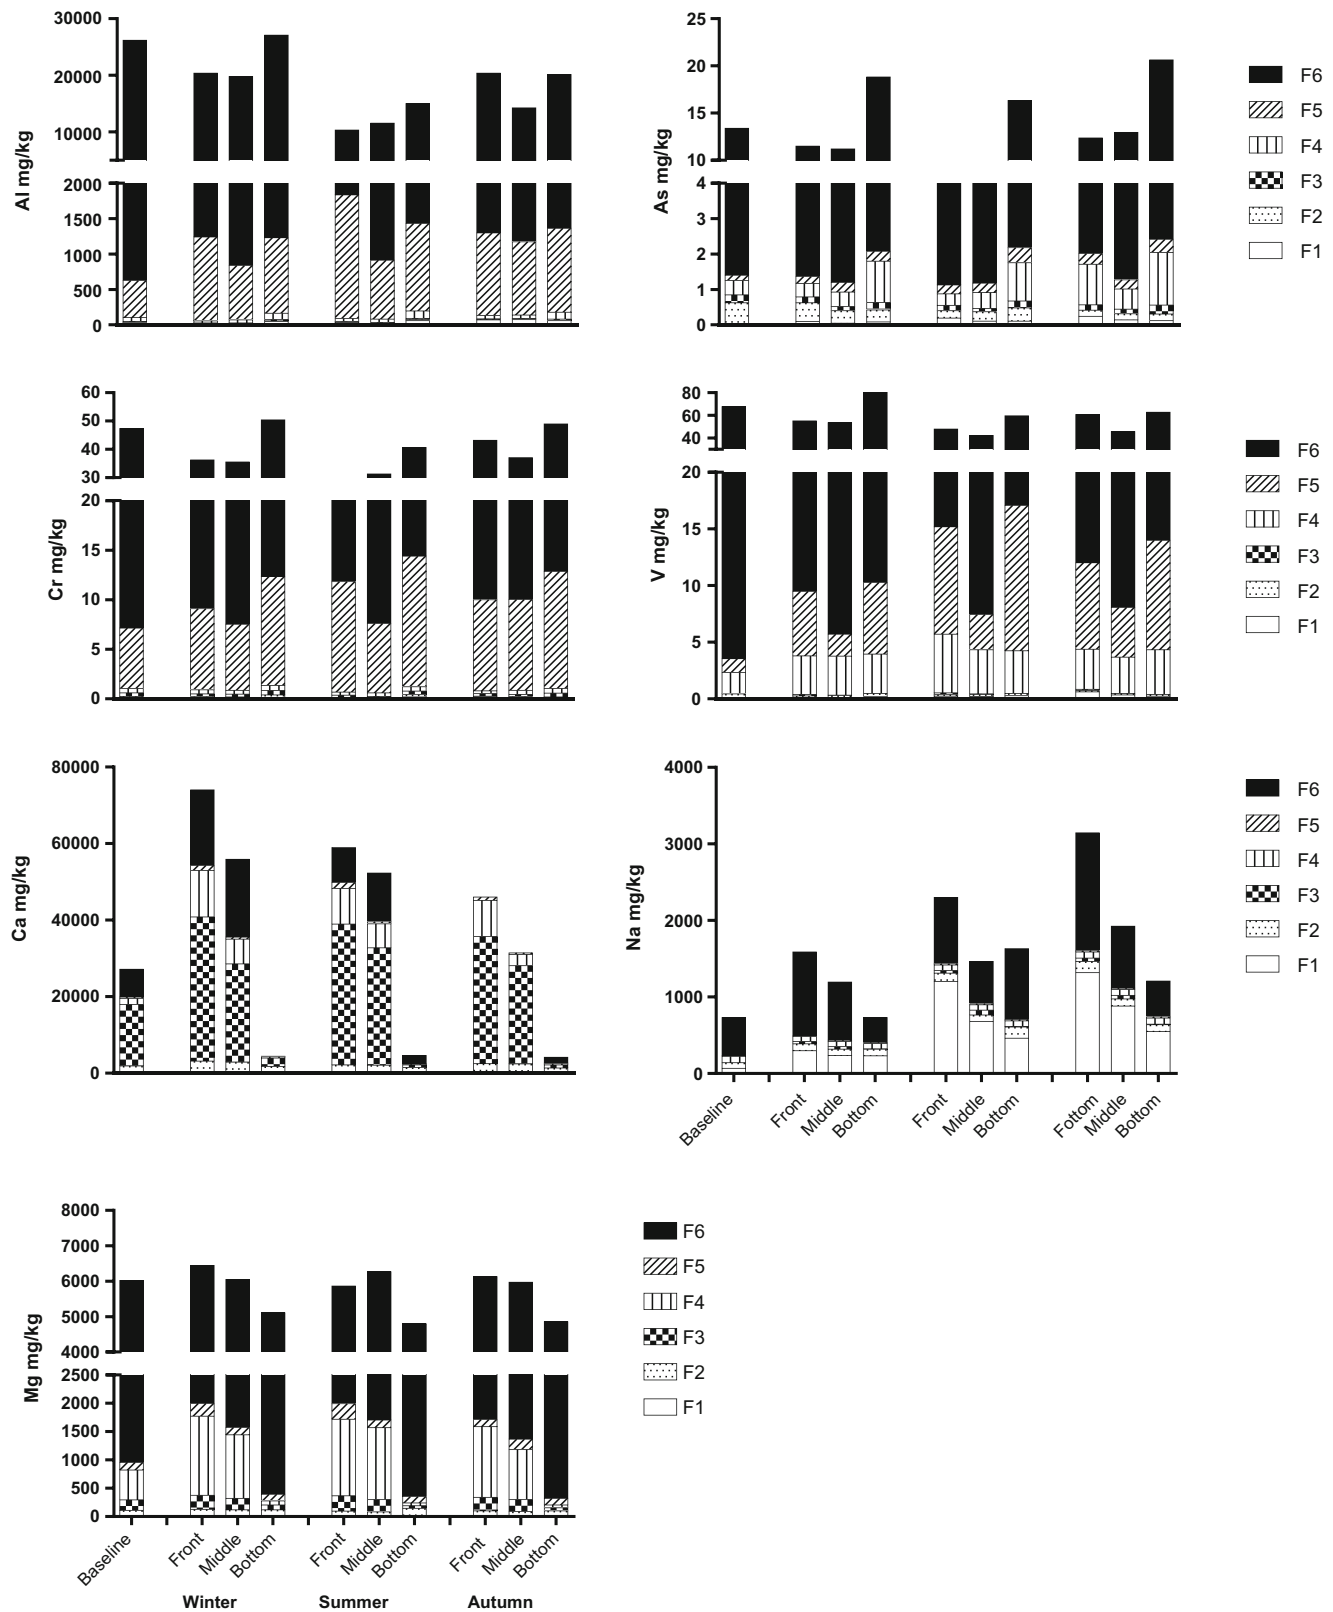 30000
20000
10000
2000
1500
1000
500
0
Al mg/kg
25
20
15
10
4
3
2
1
0
As mg/kg
F6
F5
F4
F3
F2
F1
60
50
40
30
20
15
10
5
0
Cr mg/kg
80
60
40
20
15
10
5
0
V mg/kg
F6
F5
F4
F3
F2
F1
80000
60000
40000
20000
0
Ca mg/kg
4000
3000
2000
1000
0
Na mg/kg
Baseline
Front
Middle
Bottom
Front
Middle
Bottom
Fottom
Middle
Bottom
F6
F5
F4
F3
F2
F1
8000
7000
6000
5000
4000
2500
2000
1500
1000
500
0
Mg mg/kg
Baseline
Front
Middle
Bottom
Front
Middle
Bottom
Front
Middle
Bottom
Winter
Summer
Autumn
F6
F5
F4
F3
F2
F1